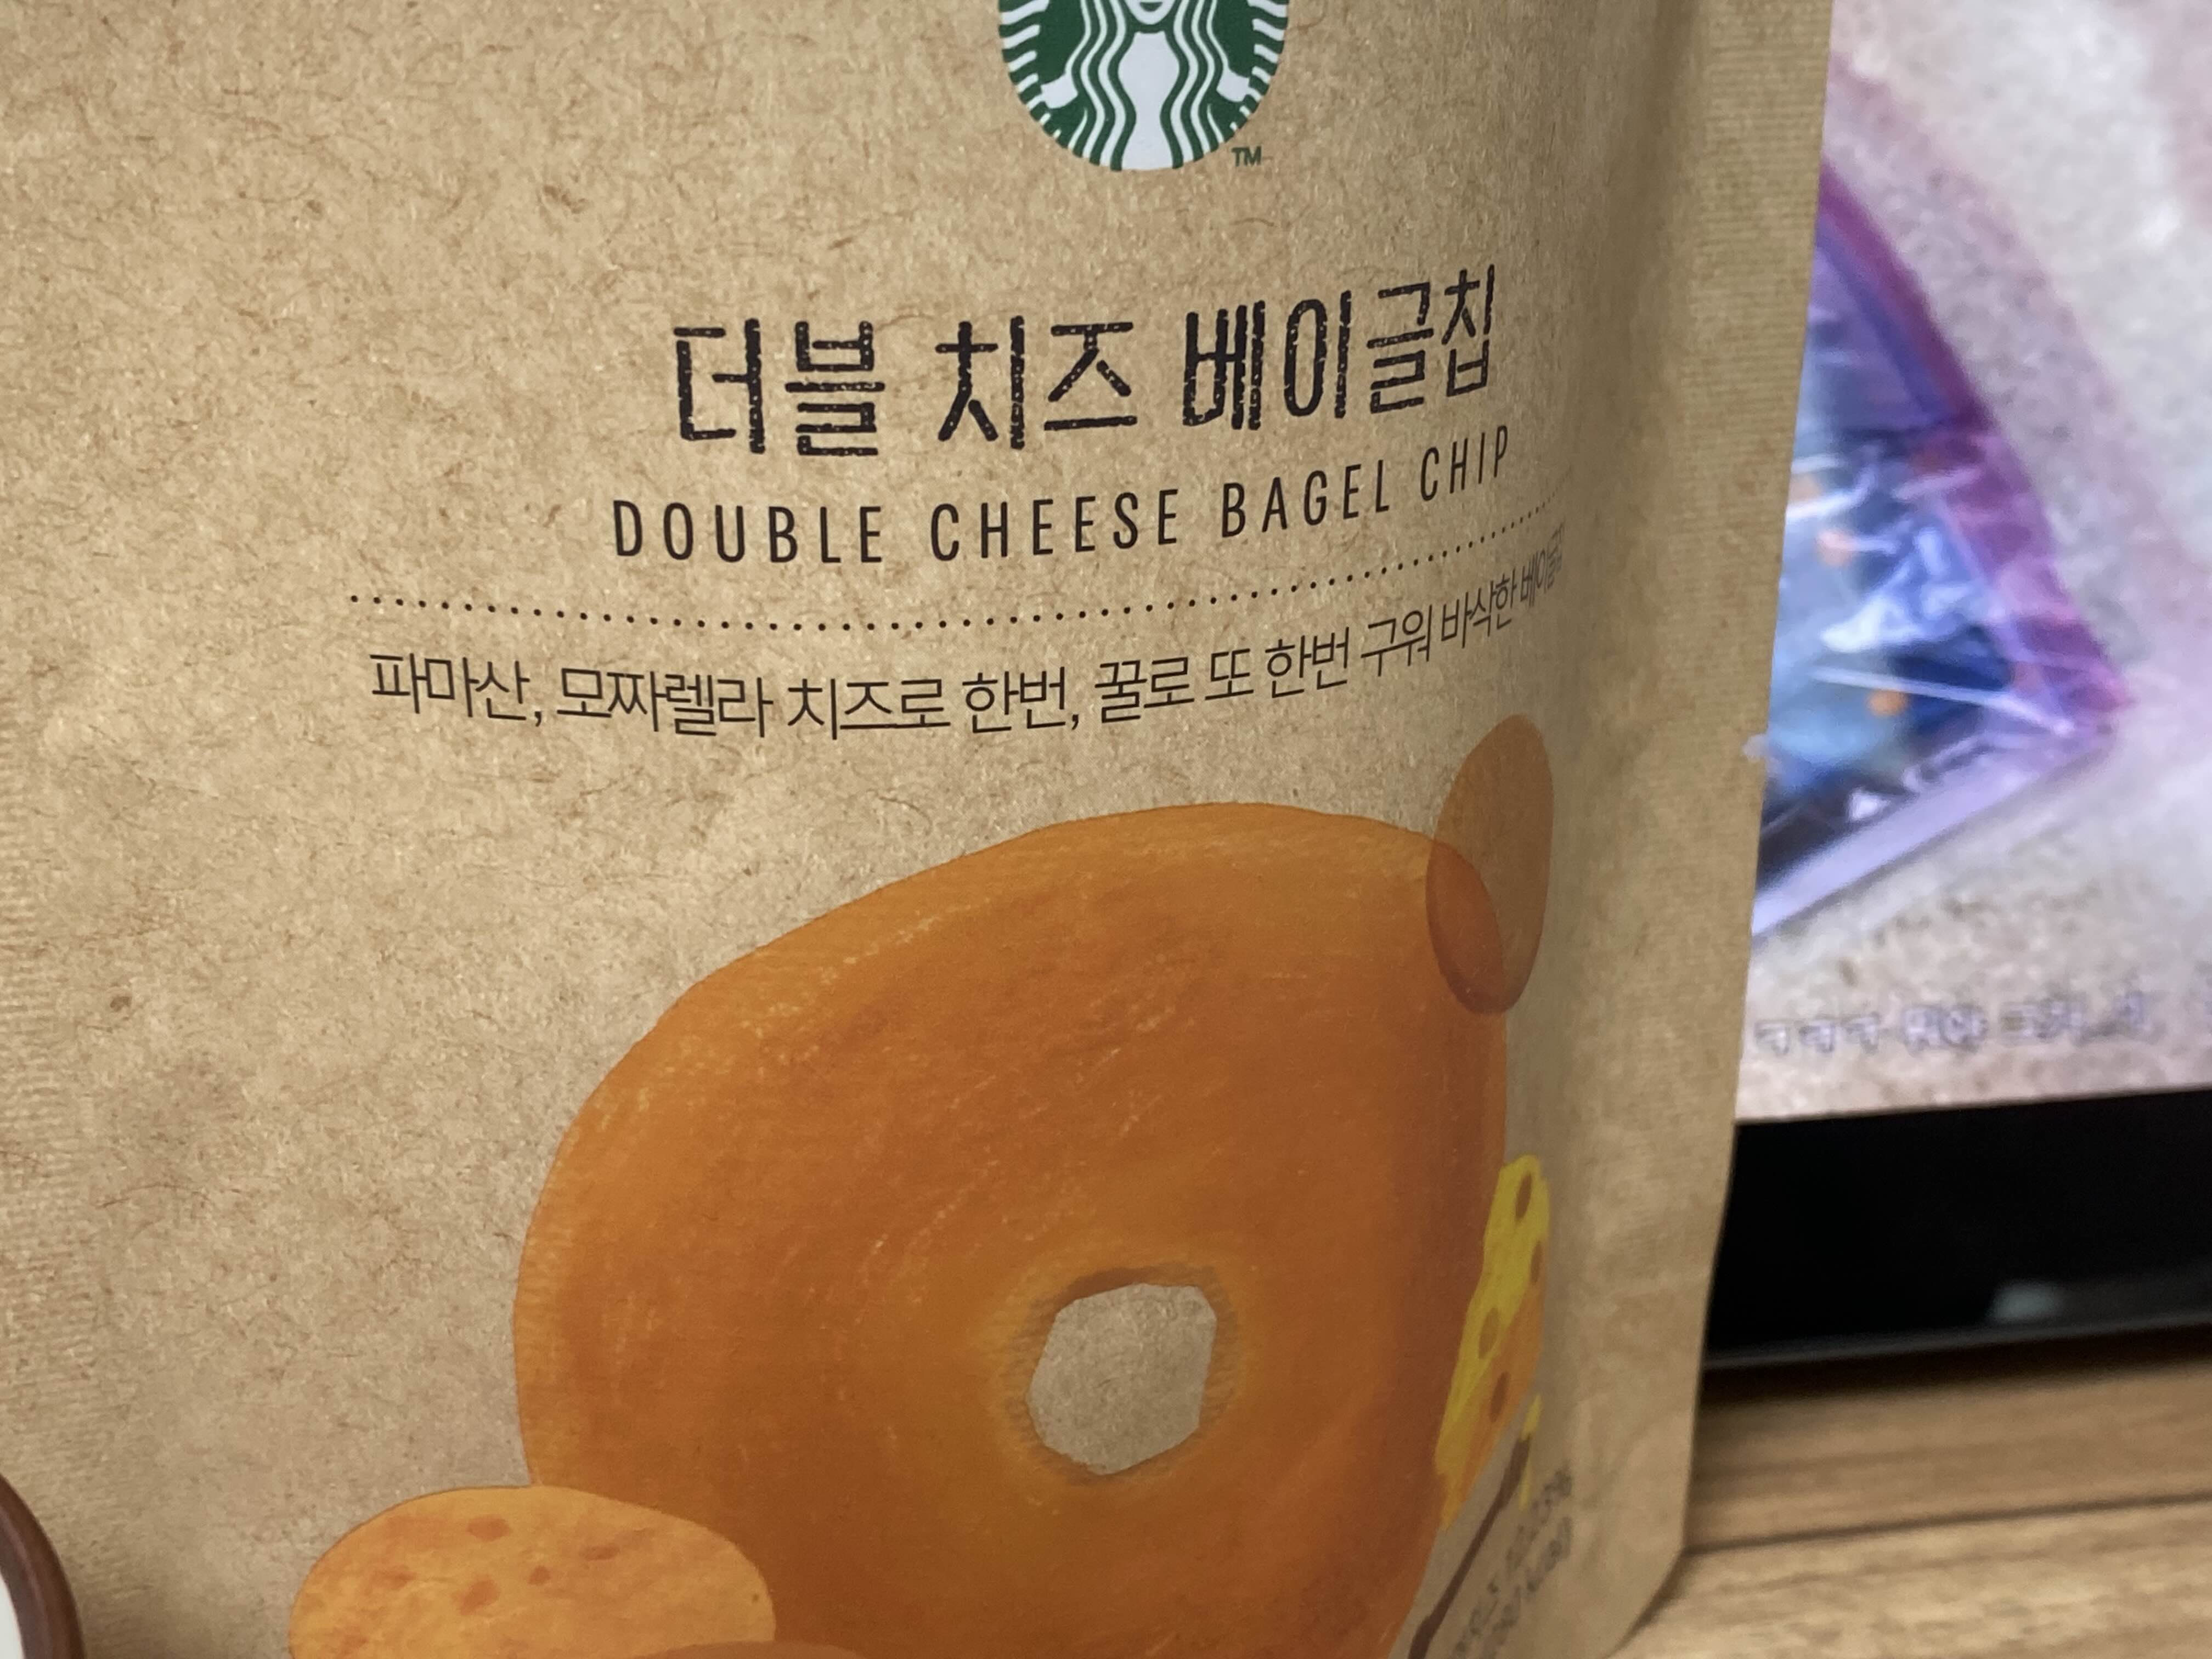 TM
더블 치즈 베이글칩
DOUBLE CHEESE BAGEL CHIP
파마산, 모짜렐라 치즈로 한번, 꿀로 또 한번 구워 바삭한